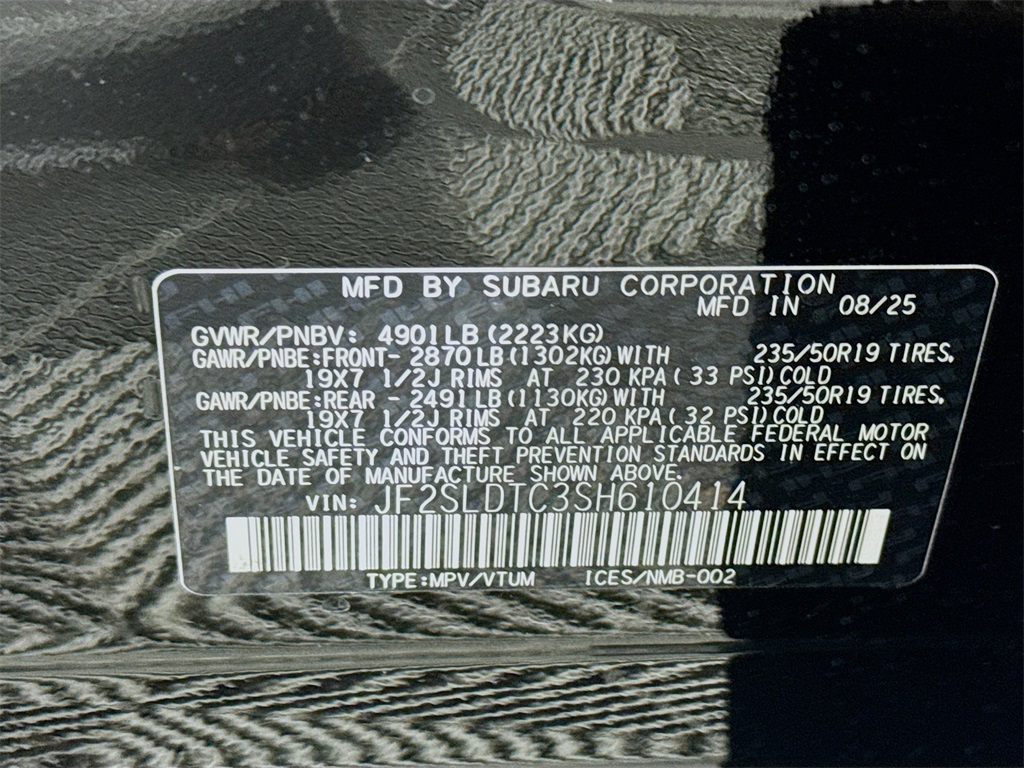 MFD BY SUBARU CORPORATION
MFD IN 08/25
GVWR/PNBV: 4901LB (2223KG)
GAWR/PNBE:FRONT- 2870LB(1302KG)WITH 235/50R19 TIRES.
19X7 1/2J RIMS AT 230 KPA( 33 PSI)COLD
GAWR/PNBE:REAR - 2491LB(1130KG)WITH 235/50R19 TIRES.
19X7 1/2J RIMS AT 220 KPA( 32 PSI)COLD
THIS VEHICLE CONFORMS TO ALL APPLICABLE FEDERAL MOTOR
VEHICLE SAFETY AND THEFT PREVENTION STANDARDS IN EFFECT ON
THE DATE OF MANUFACTURE SHOWN ABOVE.
VIN: JF2SLDTC3SH610414
TYPE:MPV/VTUM ICES/NMB-002